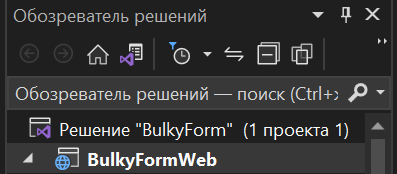 Обозреватель решений
Обозреватель решений — поиск (Ctrl+ж
Решение "BulkyForm" (1 проекта 1)
BulkyFormWeb